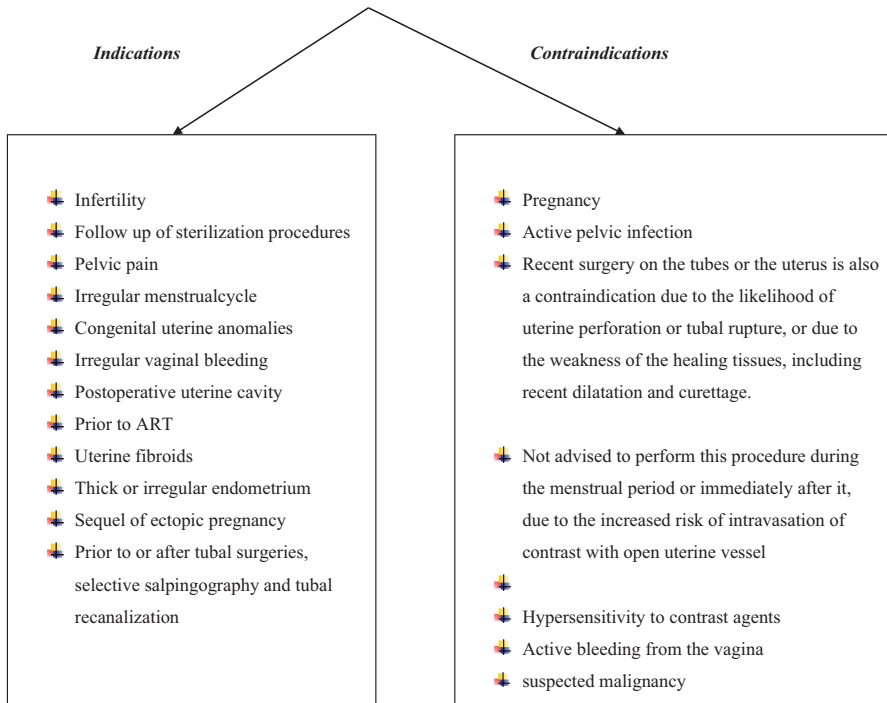 Indications
Contraindications
Infertility
Follow up of sterilization procedures
Pelvic pain
Irregular menstrualcycle
Congenital uterine anomalies
Irregular vaginal bleeding
Postoperative uterine cavity
Prior to ART
Uterine fibroids
Thick or irregular endometrium
Sequel of ectopic pregnancy
Prior to or after tubal surgeries,
selective salpingography and tubal
recanalization
Pregnancy
Active pelvic infection
Recent surgery on the tubes or the uterus is also
a contraindication due to the likelihood of
uterine perforation or tubal rupture, or due to
the weakness of the healing tissues, including
recent dilatation and curettage.
Not advised to perform this procedure during
the menstrual period or immediately after it,
due to the increased risk of intravasation of
contrast with open uterine vessel
Hypersensitivity to contrast agents
Active bleeding from the vagina
suspected malignancy